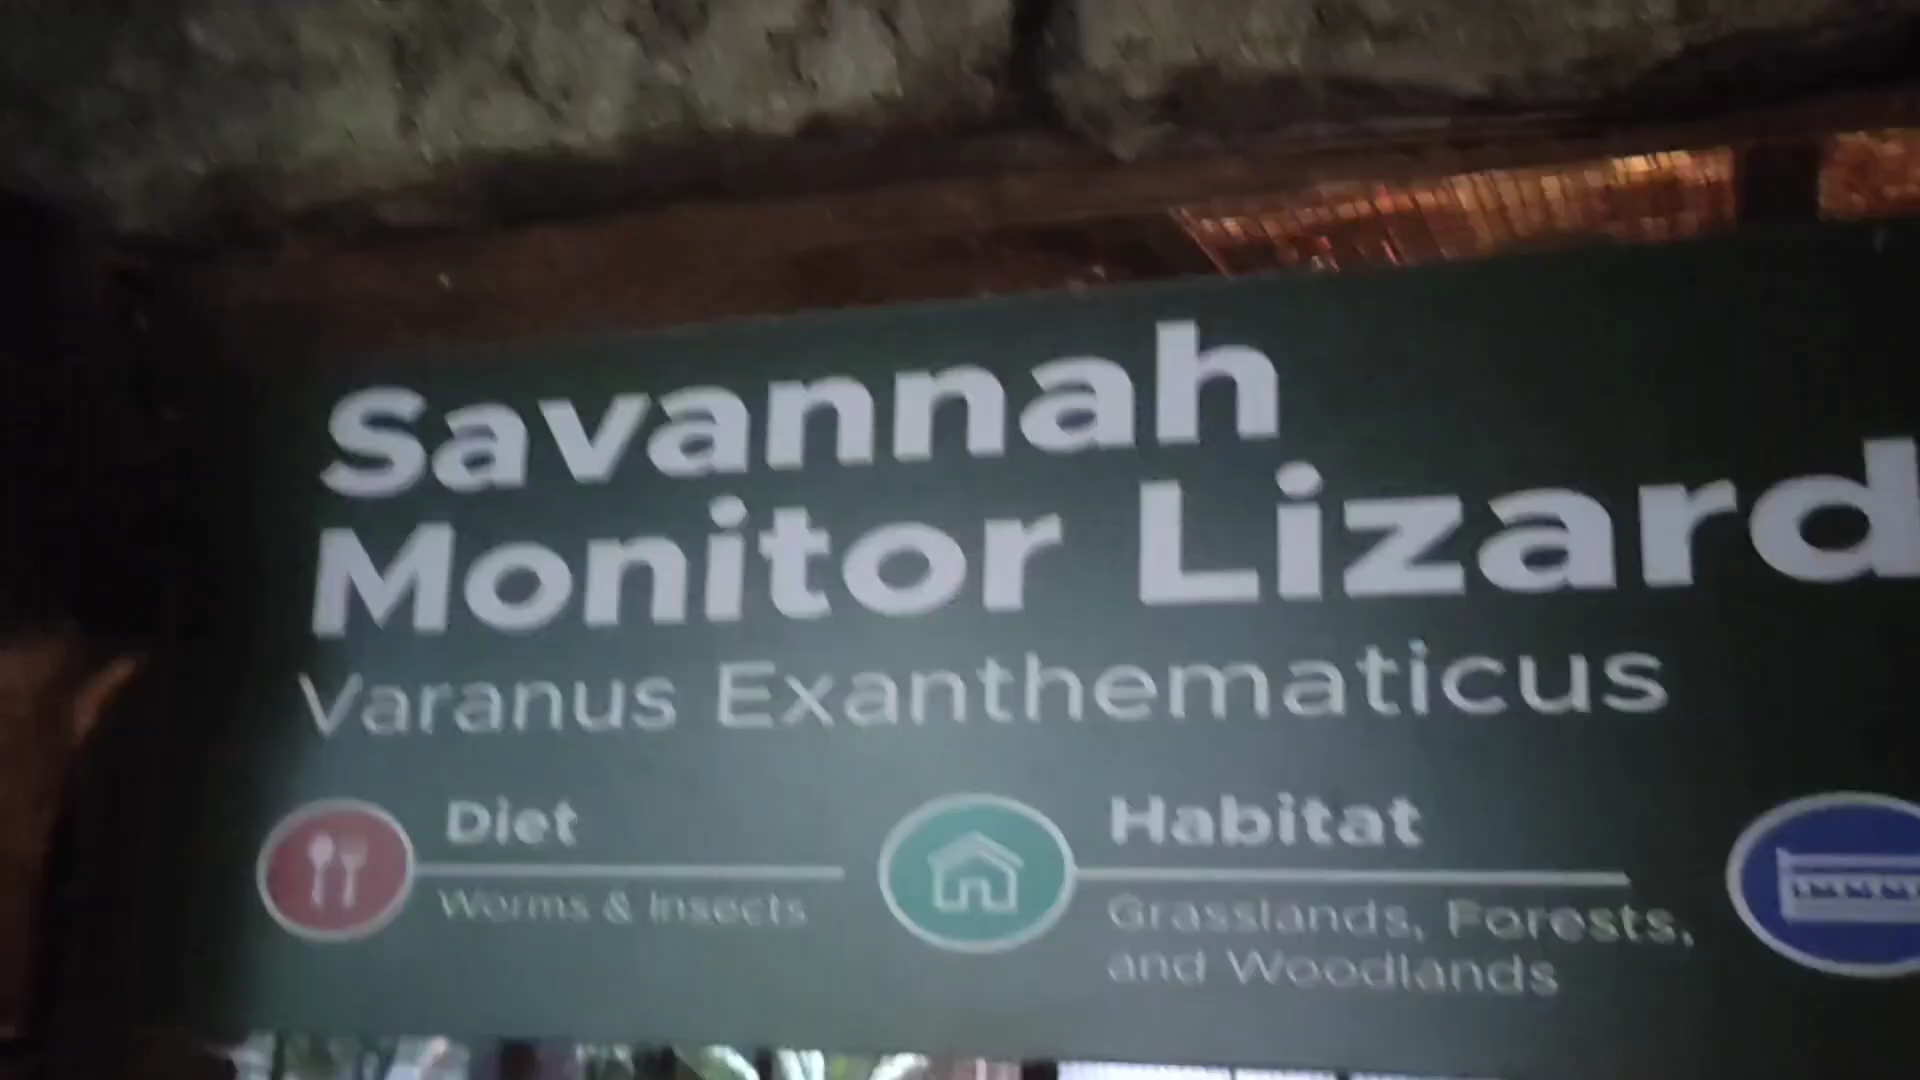 Savannah
Monitor Lizard
Varanus Exanthematicus
Diet
Worms & Insects
Habitat
Grasslands, Forests,
and Woodlands